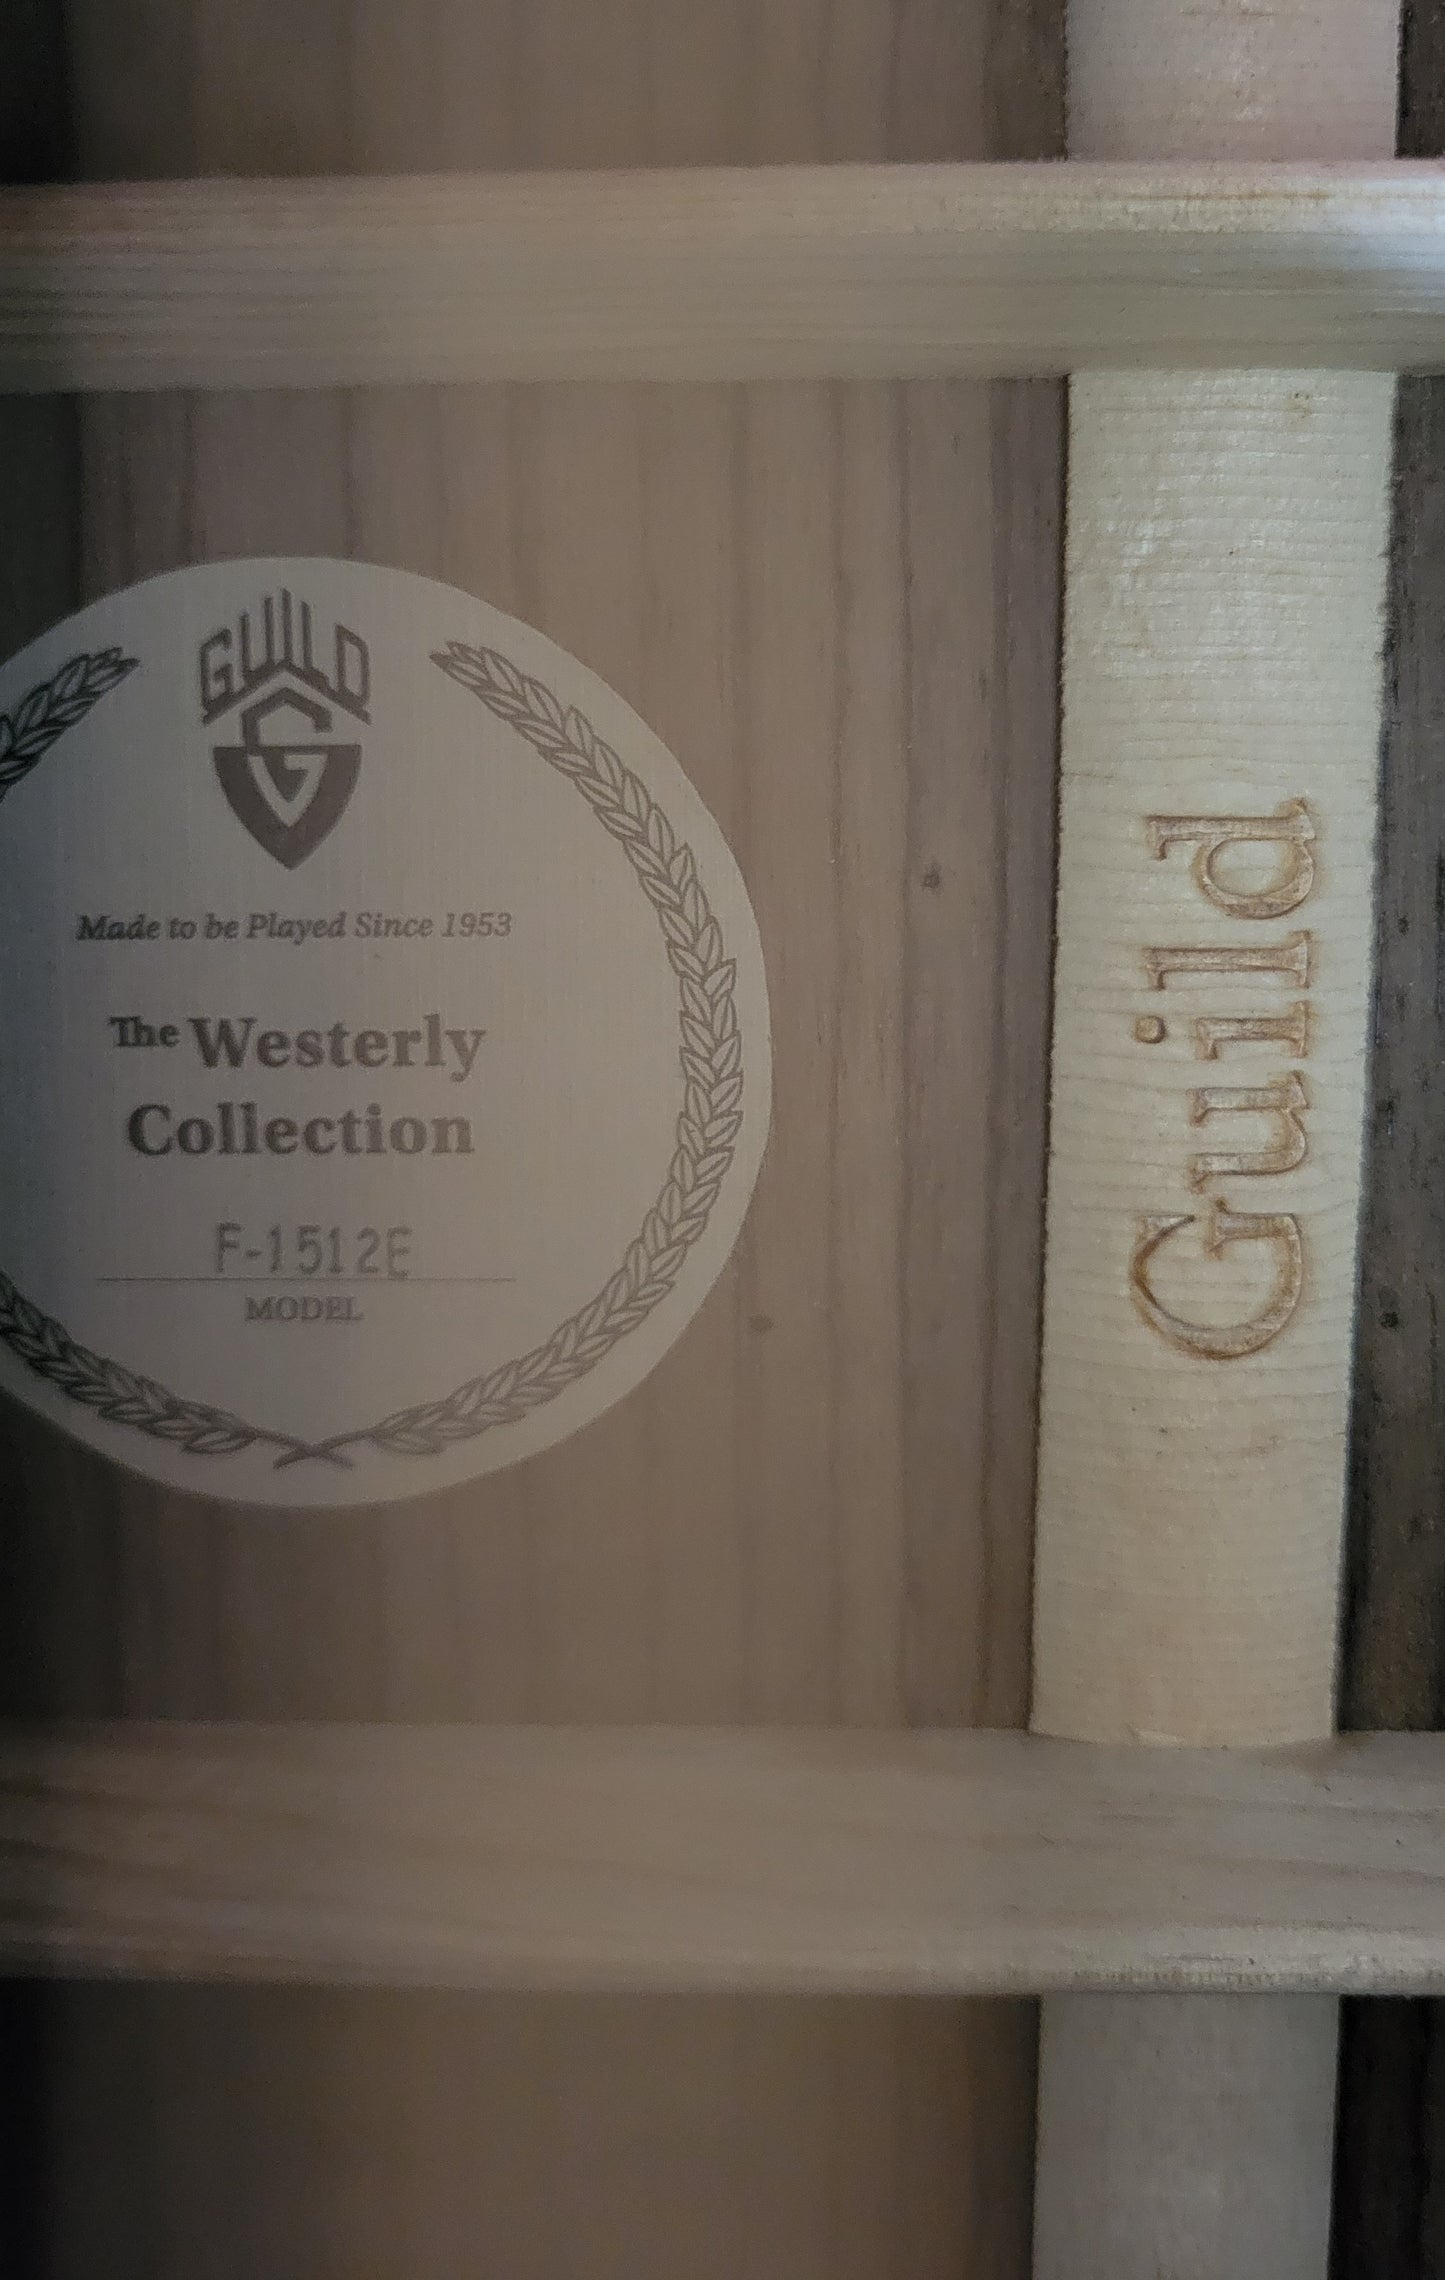 GUILD
G
Made to be Played Since 1953
The Westerly
Collection
F-1512E
MODEL
Guild